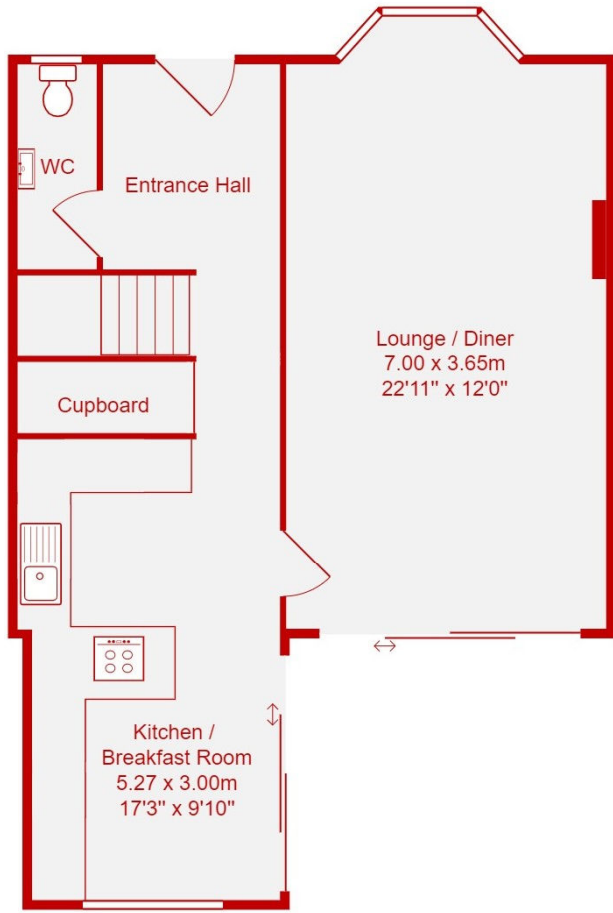 WC
Entrance Hall
Lounge / Diner
7.00 x 3.65m
22'11" x 12'0"
Cupboard
Kitchen /
Breakfast Room
5.27 x 3.00m
17'3" x 9'10"